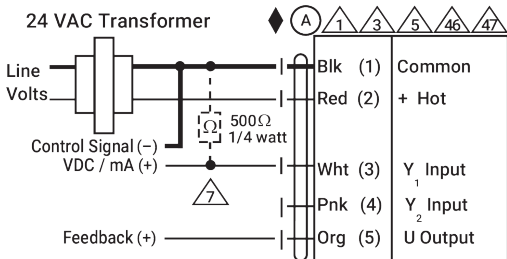 24 VAC Transformer
A 1 3 5 46 47
Line
Volts
Blk (1) Common
Red (2) + Hot
Ω 500Ω
1/4 watt
Control Signal (−)
VDC / mA (+)
Wht (3) Y1 Input
7
Pnk (4) Y2 Input
Feedback (+)
Org (5) U Output